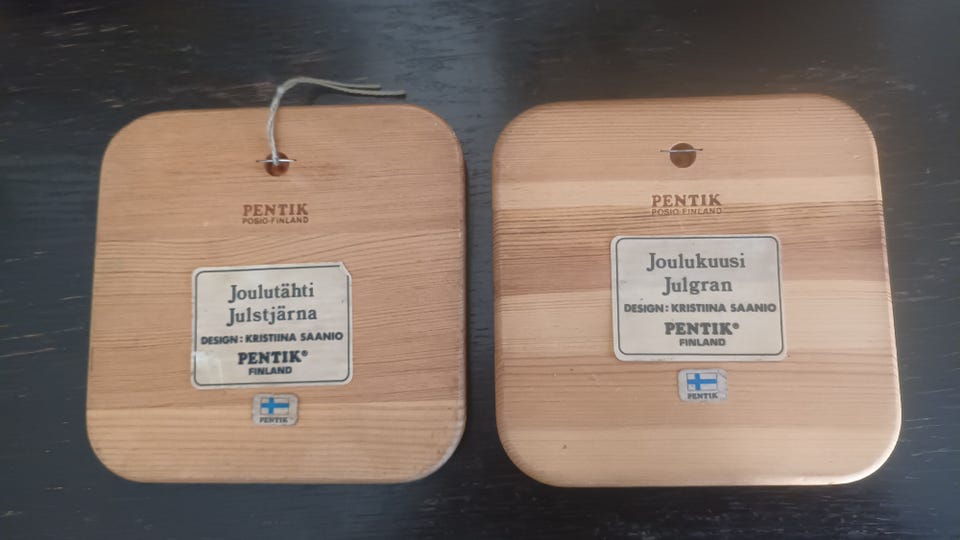 PENTIK
POSIO-FINLAND
Joulutähti
Julstjärna
DESIGN: KRISTIINA SAANIO
PENTIK®
FINLAND
PENTIK
PENTIK
POSIO-FINLAND
Joulukuusi
Julgran
DESIGN: KRISTIINA SAANIO
PENTIK®
FINLAND
PENTIK